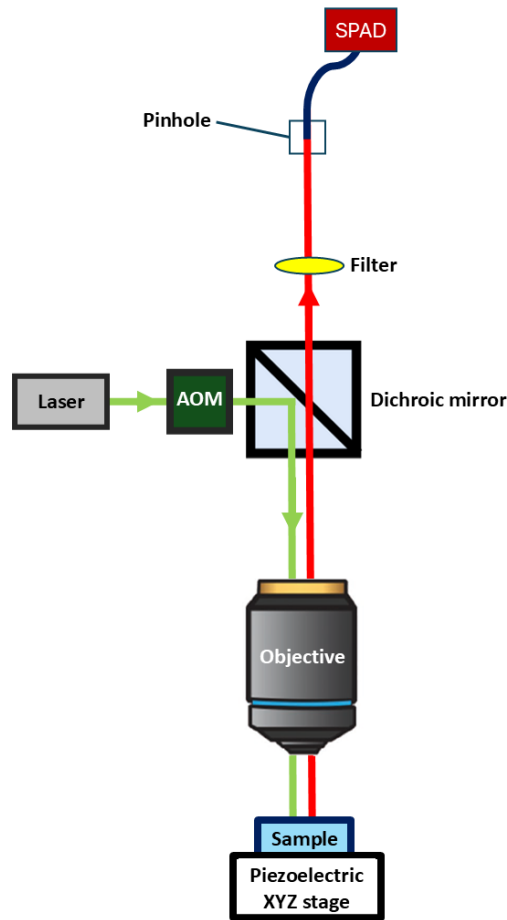 SPAD
Pinhole
Filter
Dichroic mirror
Laser
AOM
Objective
Sample
Piezoelectric
XYZ stage